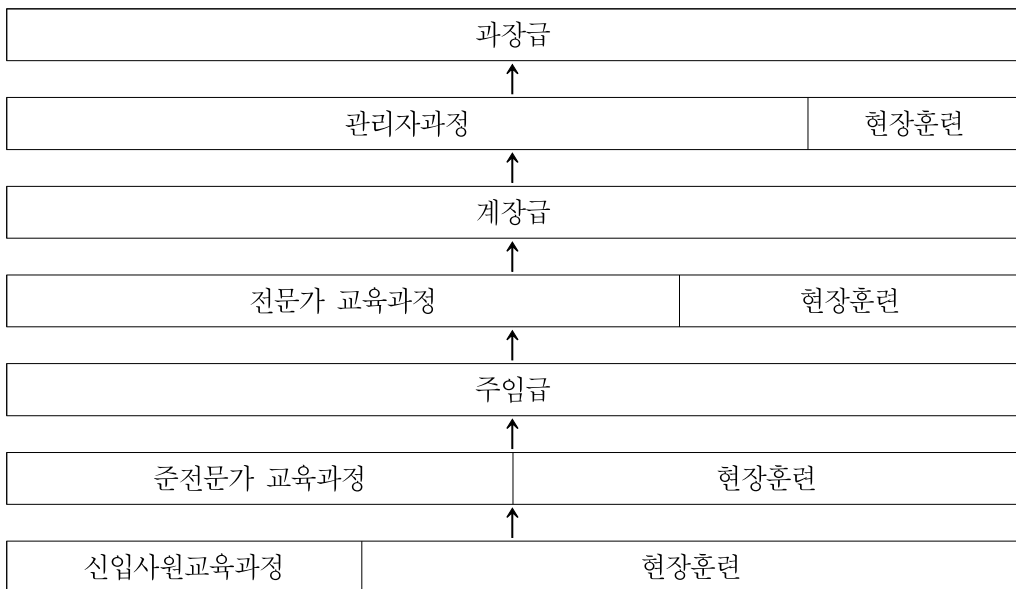 과장급
관리자과정 현장훈련
계장급
전문가 교육과정 현장훈련
주임급
준전문가 교육과정 현장훈련
신입사원교육과정 현장훈련